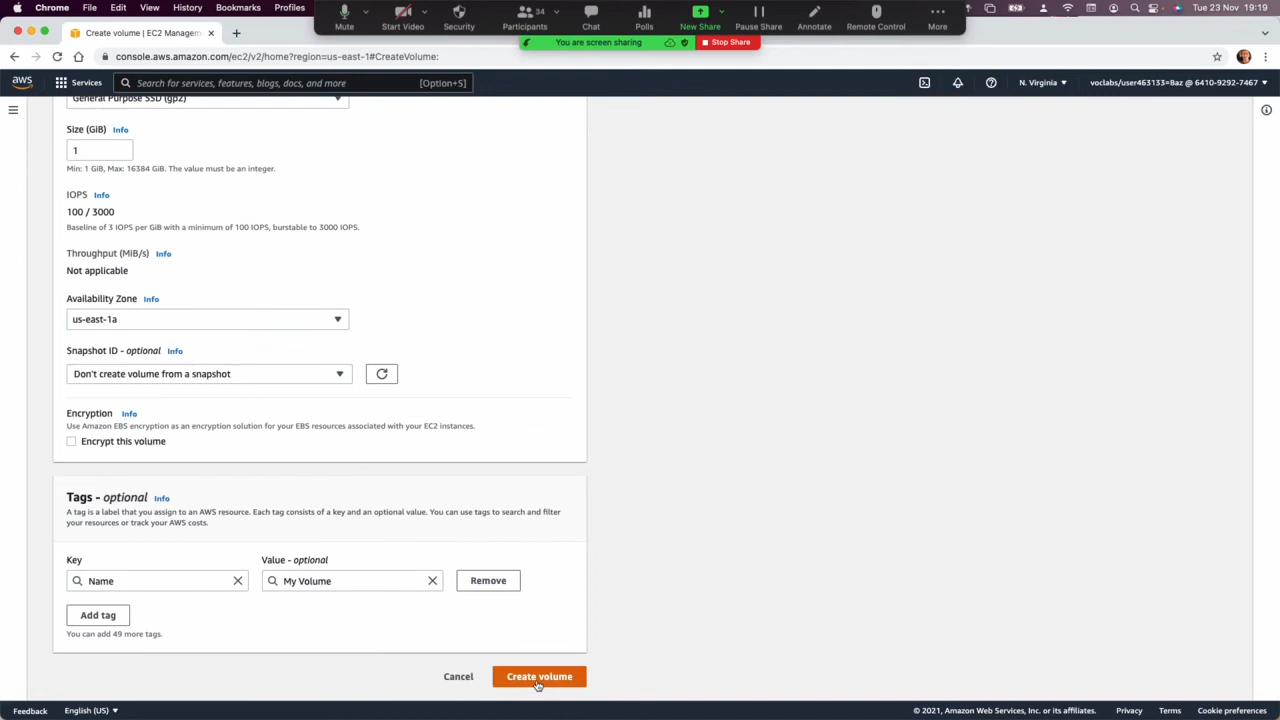 Chrome File Edit View History Bookmarks Profiles
Tue 23 Nov 19:19
Mute Start Video Security Participants 34 Chat Polls New Share Pause Share Annotate Remote Control More
You are screen sharing Stop Share
Create volume | EC2 Managem
console.aws.amazon.com/ec2/v2/home?region=us-east-1#CreateVolume:
aws Services Search for services, features, blogs, docs, and more [Option+S] N. Virginia voclabs/user463133=8az @ 6410-9292-7467
General Purpose SSD (gp2)
Size (GiB) Info
1
Min: 1 GiB, Max: 16384 GiB. The value must be an integer.
IOPS Info
100 / 3000
Baseline of 3 IOPS per GiB with a minimum of 100 IOPS, burstable to 3000 IOPS.
Throughput (MiB/s) Info
Not applicable
Availability Zone Info
us-east-1a
Snapshot ID - optional Info
Don't create volume from a snapshot
Encryption Info
Use Amazon EBS encryption as an encryption solution for your EBS resources associated with your EC2 instances.
Encrypt this volume
Tags - optional Info
A tag is a label that you assign to an AWS resource. Each tag consists of a key and an optional value. You can use tags to search and filter
your resources or track your AWS costs.
Key Value - optional
Name My Volume Remove
Add tag
You can add 49 more tags.
Cancel Create volume
Feedback English (US) © 2021, Amazon Web Services, Inc. or its affiliates. Privacy Terms Cookie preferences